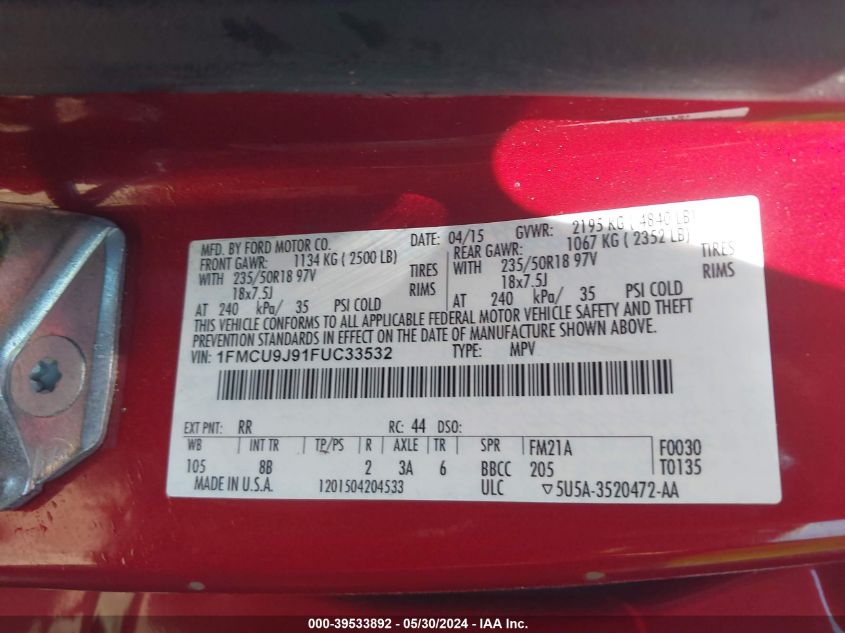 MFD. BY FORD MOTOR CO. DATE: 04/15 GVWR: 2195 KG ( 4840 LB)
FRONT GAWR: 1134 KG ( 2500 LB) REAR GAWR: 1067 KG ( 2352 LB)
WITH 235/50R18 97V TIRES WITH 235/50R18 97V TIRES
18x7.5J RIMS 18x7.5J RIMS
AT 240 kPa/ 35 PSI COLD AT 240 kPa/ 35 PSI COLD
THIS VEHICLE CONFORMS TO ALL APPLICABLE FEDERAL MOTOR VEHICLE SAFETY AND THEFT
PREVENTION STANDARDS IN EFFECT ON THE DATE OF MANUFACTURE SHOWN ABOVE.
VIN: 1FMCU9J91FUC33532 TYPE: MPV
EXT PNT: RR RC: 44 DSO:
WB INT TR TP/PS R AXLE TR SPR FM21A F0030
105 8B 2 3A 6 BBCC 205 T0135
MADE IN U.S.A. 1201504204533 ULC ▽5U5A-3520472-AA
000-39533892 - 05/30/2024 - IAA Inc.